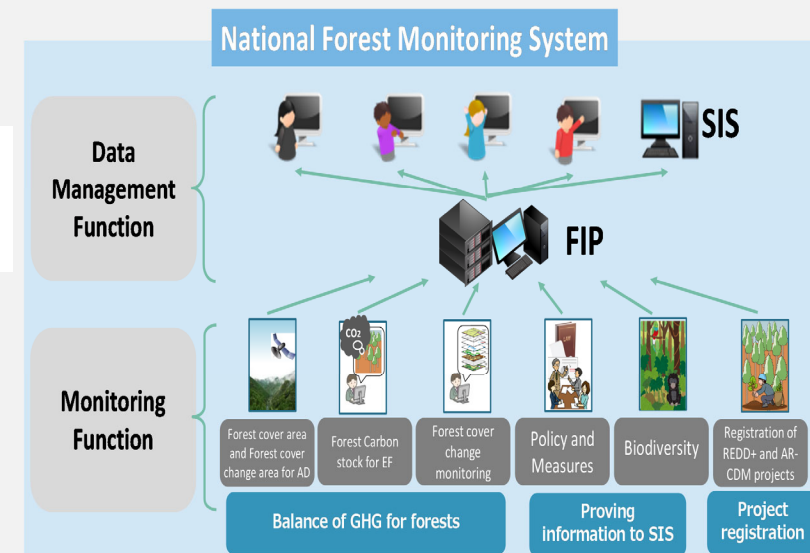 National Forest Monitoring System
Data
Management
Function
SIS
FIP
Monitoring
Function
CO2
LAW
Forest cover area
and Forest cover
change area for AD
Forest Carbon
stock for EF
Forest cover
change
monitoring
Policy and
Measures
Biodiversity
Registration of
REDD+ and AR-
CDM projects
Balance of GHG for forests
Proving
information to SIS
Project
registration